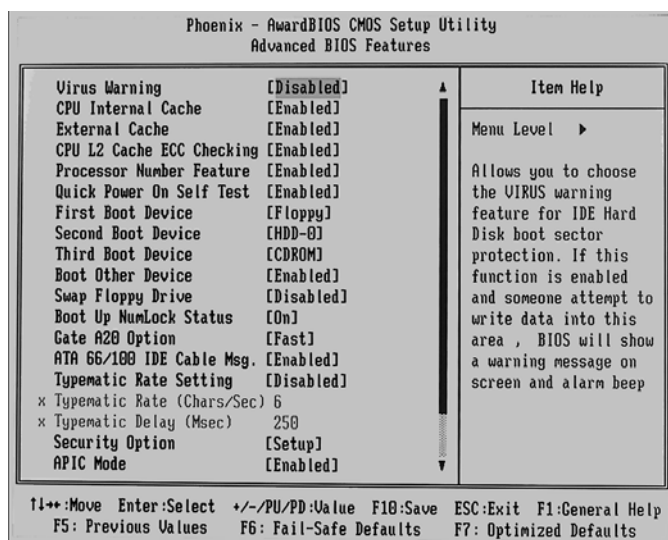 Phoenix - AwardBIOS CMOS Setup Utility
Advanced BIOS Features
Virus Warning [Disabled]
CPU Internal Cache [Enabled]
External Cache [Enabled]
CPU L2 Cache ECC Checking [Enabled]
Processor Number Feature [Enabled]
Quick Power On Self Test [Enabled]
First Boot Device [Floppy]
Second Boot Device [HDD-0]
Third Boot Device [CDROM]
Boot Other Device [Enabled]
Swap Floppy Drive [Disabled]
Boot Up NumLock Status [On]
Gate A20 Option [Fast]
ATA 66/100 IDE Cable Msg. [Enabled]
Typematic Rate Setting [Disabled]
x Typematic Rate (Chars/Sec) 6
x Typematic Delay (Msec) 250
Security Option [Setup]
APIC Mode [Enabled]
Item Help
Menu Level ▶
Allows you to choose
the VIRUS warning
feature for IDE Hard
Disk boot sector
protection. If this
function is enabled
and someone attempt to
write data into this
area , BIOS will show
a warning message on
screen and alarm beep
↑↓→←:Move Enter:Select +/-/PU/PD:Value F10:Save ESC:Exit F1:General Help
F5: Previous Values F6: Fail-Safe Defaults F7: Optimized Defaults